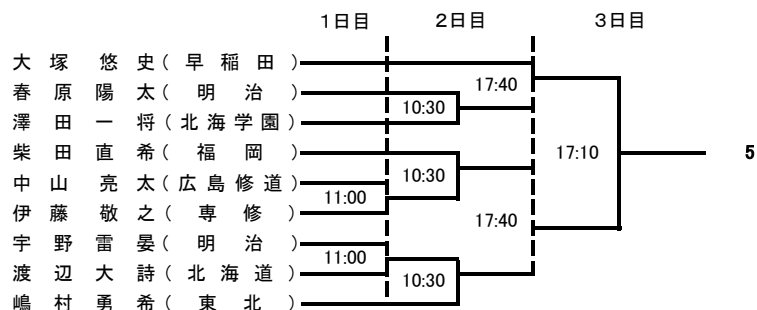 1日目 2日目 3日目
大塚 悠史(早稲田)
17:40
春原陽太(明治)
10:30
澤田一将(北海学園)
柴田直希(福岡)
17:10 5
10:30
中山 亮太(広島修道)
11:00
伊藤 敬之(専修)
17:40
宇野雷晏(明治)
11:00
渡辺大詩(北海道)
10:30
嶋村勇希(東北)